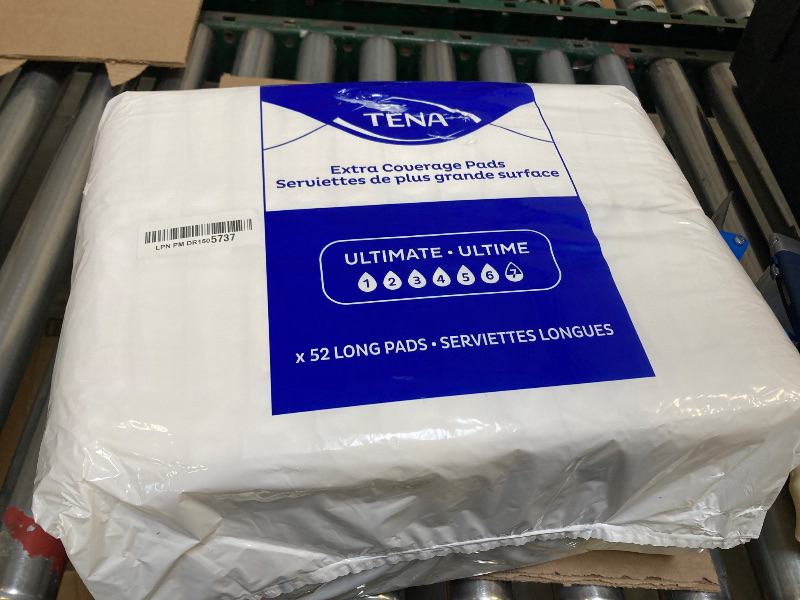 TENA
Extra Coverage Pads
Serviettes de plus grande surface
LPN PM DR1505737
ULTIMATE • ULTIME
1 2 3 4 5 6 7
x 52 LONG PADS • SERVIETTES LONGUES